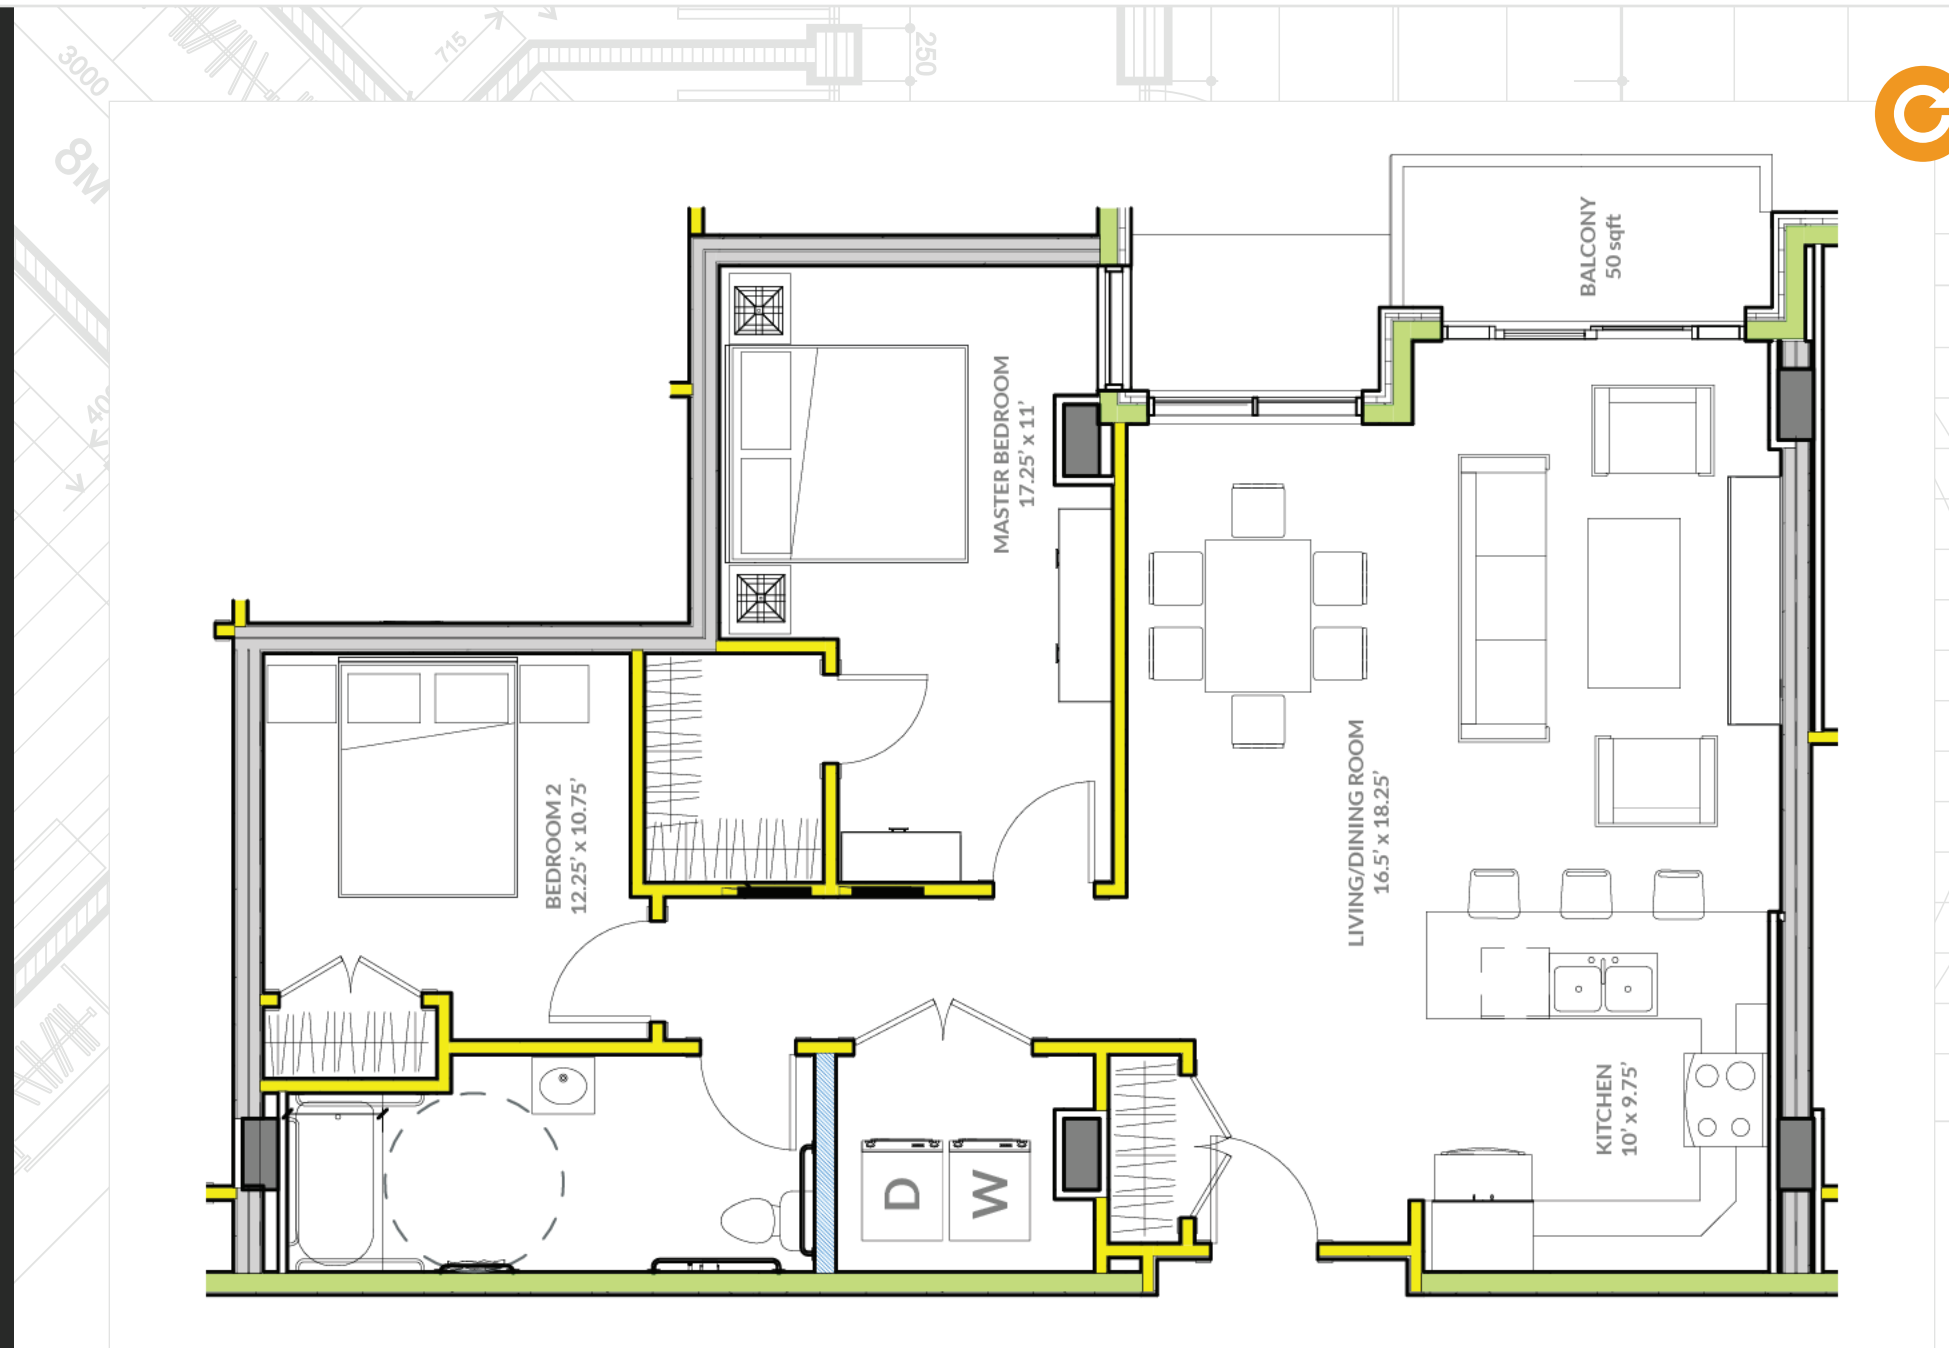 3000
715
250
8M
BALCONY
50 sqft
MASTER BEDROOM
17.25' x 11'
BEDROOM 2
12.25' x 10.75'
LIVING/DINING ROOM
16.5' x 18.25'
KITCHEN
10' x 9.75'
D
W